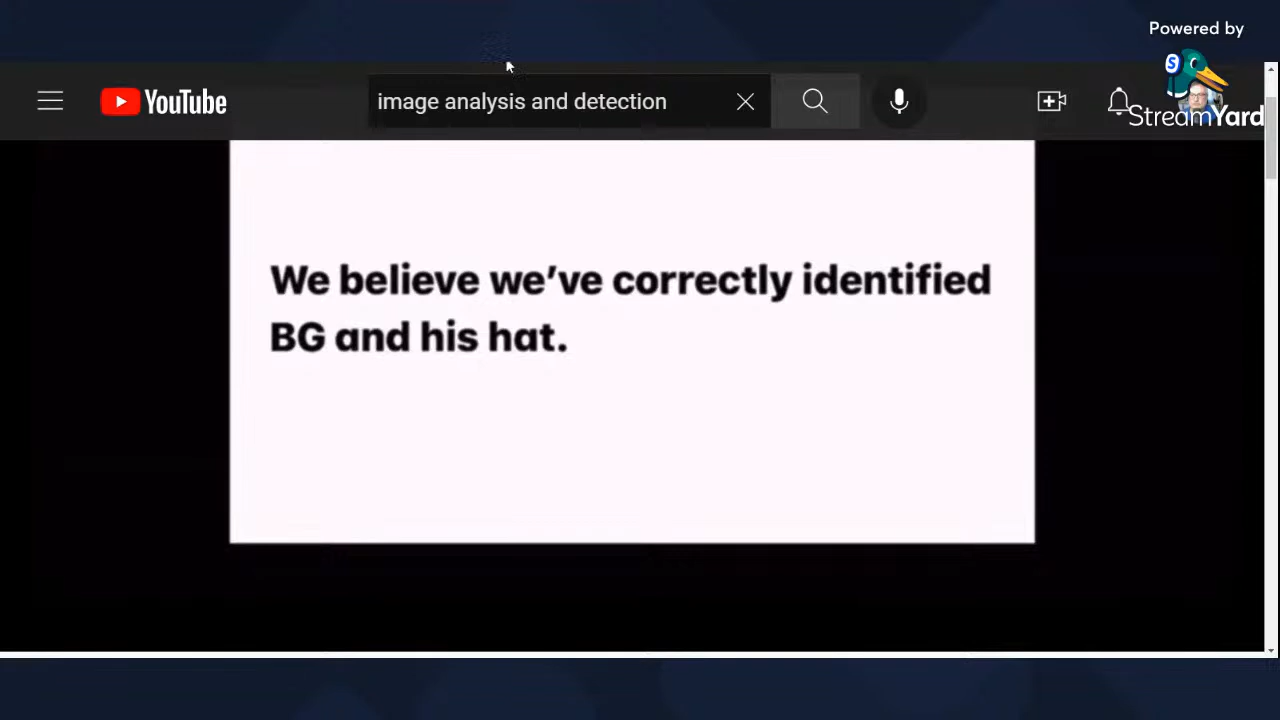 Powered by
StreamYard
YouTube
image analysis and detection
We believe we've correctly identified
BG and his hat.